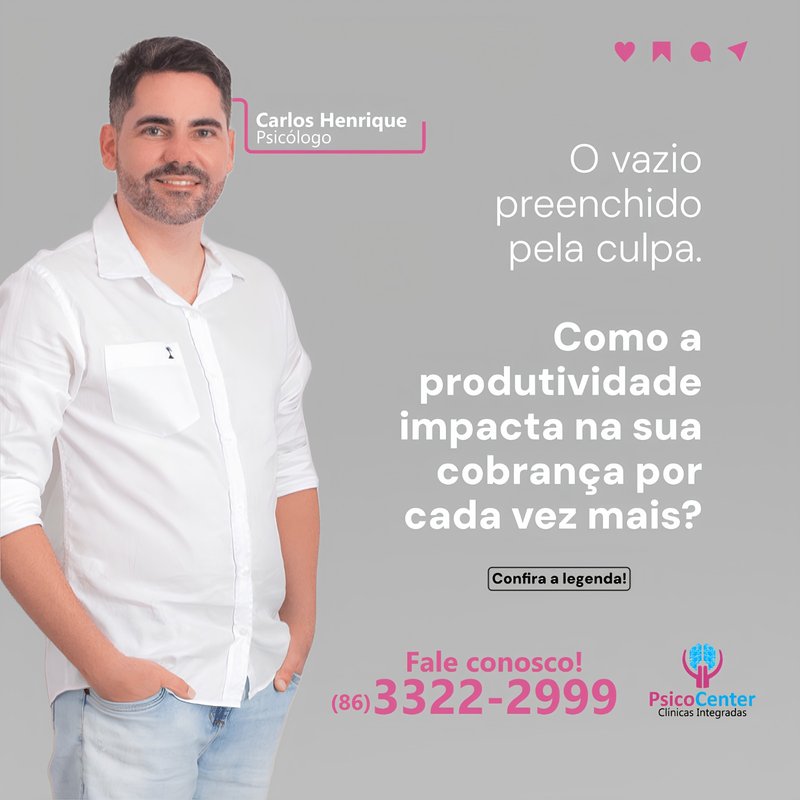 Carlos Henrique
Psicólogo
O vazio
preenchido
pela culpa.
Como a
produtividade
impacta na sua
cobrança por
cada vez mais?
Confira a legenda!
Fale conosco!
(86)3322-2999
PsicoCenter
Clínicas Integradas